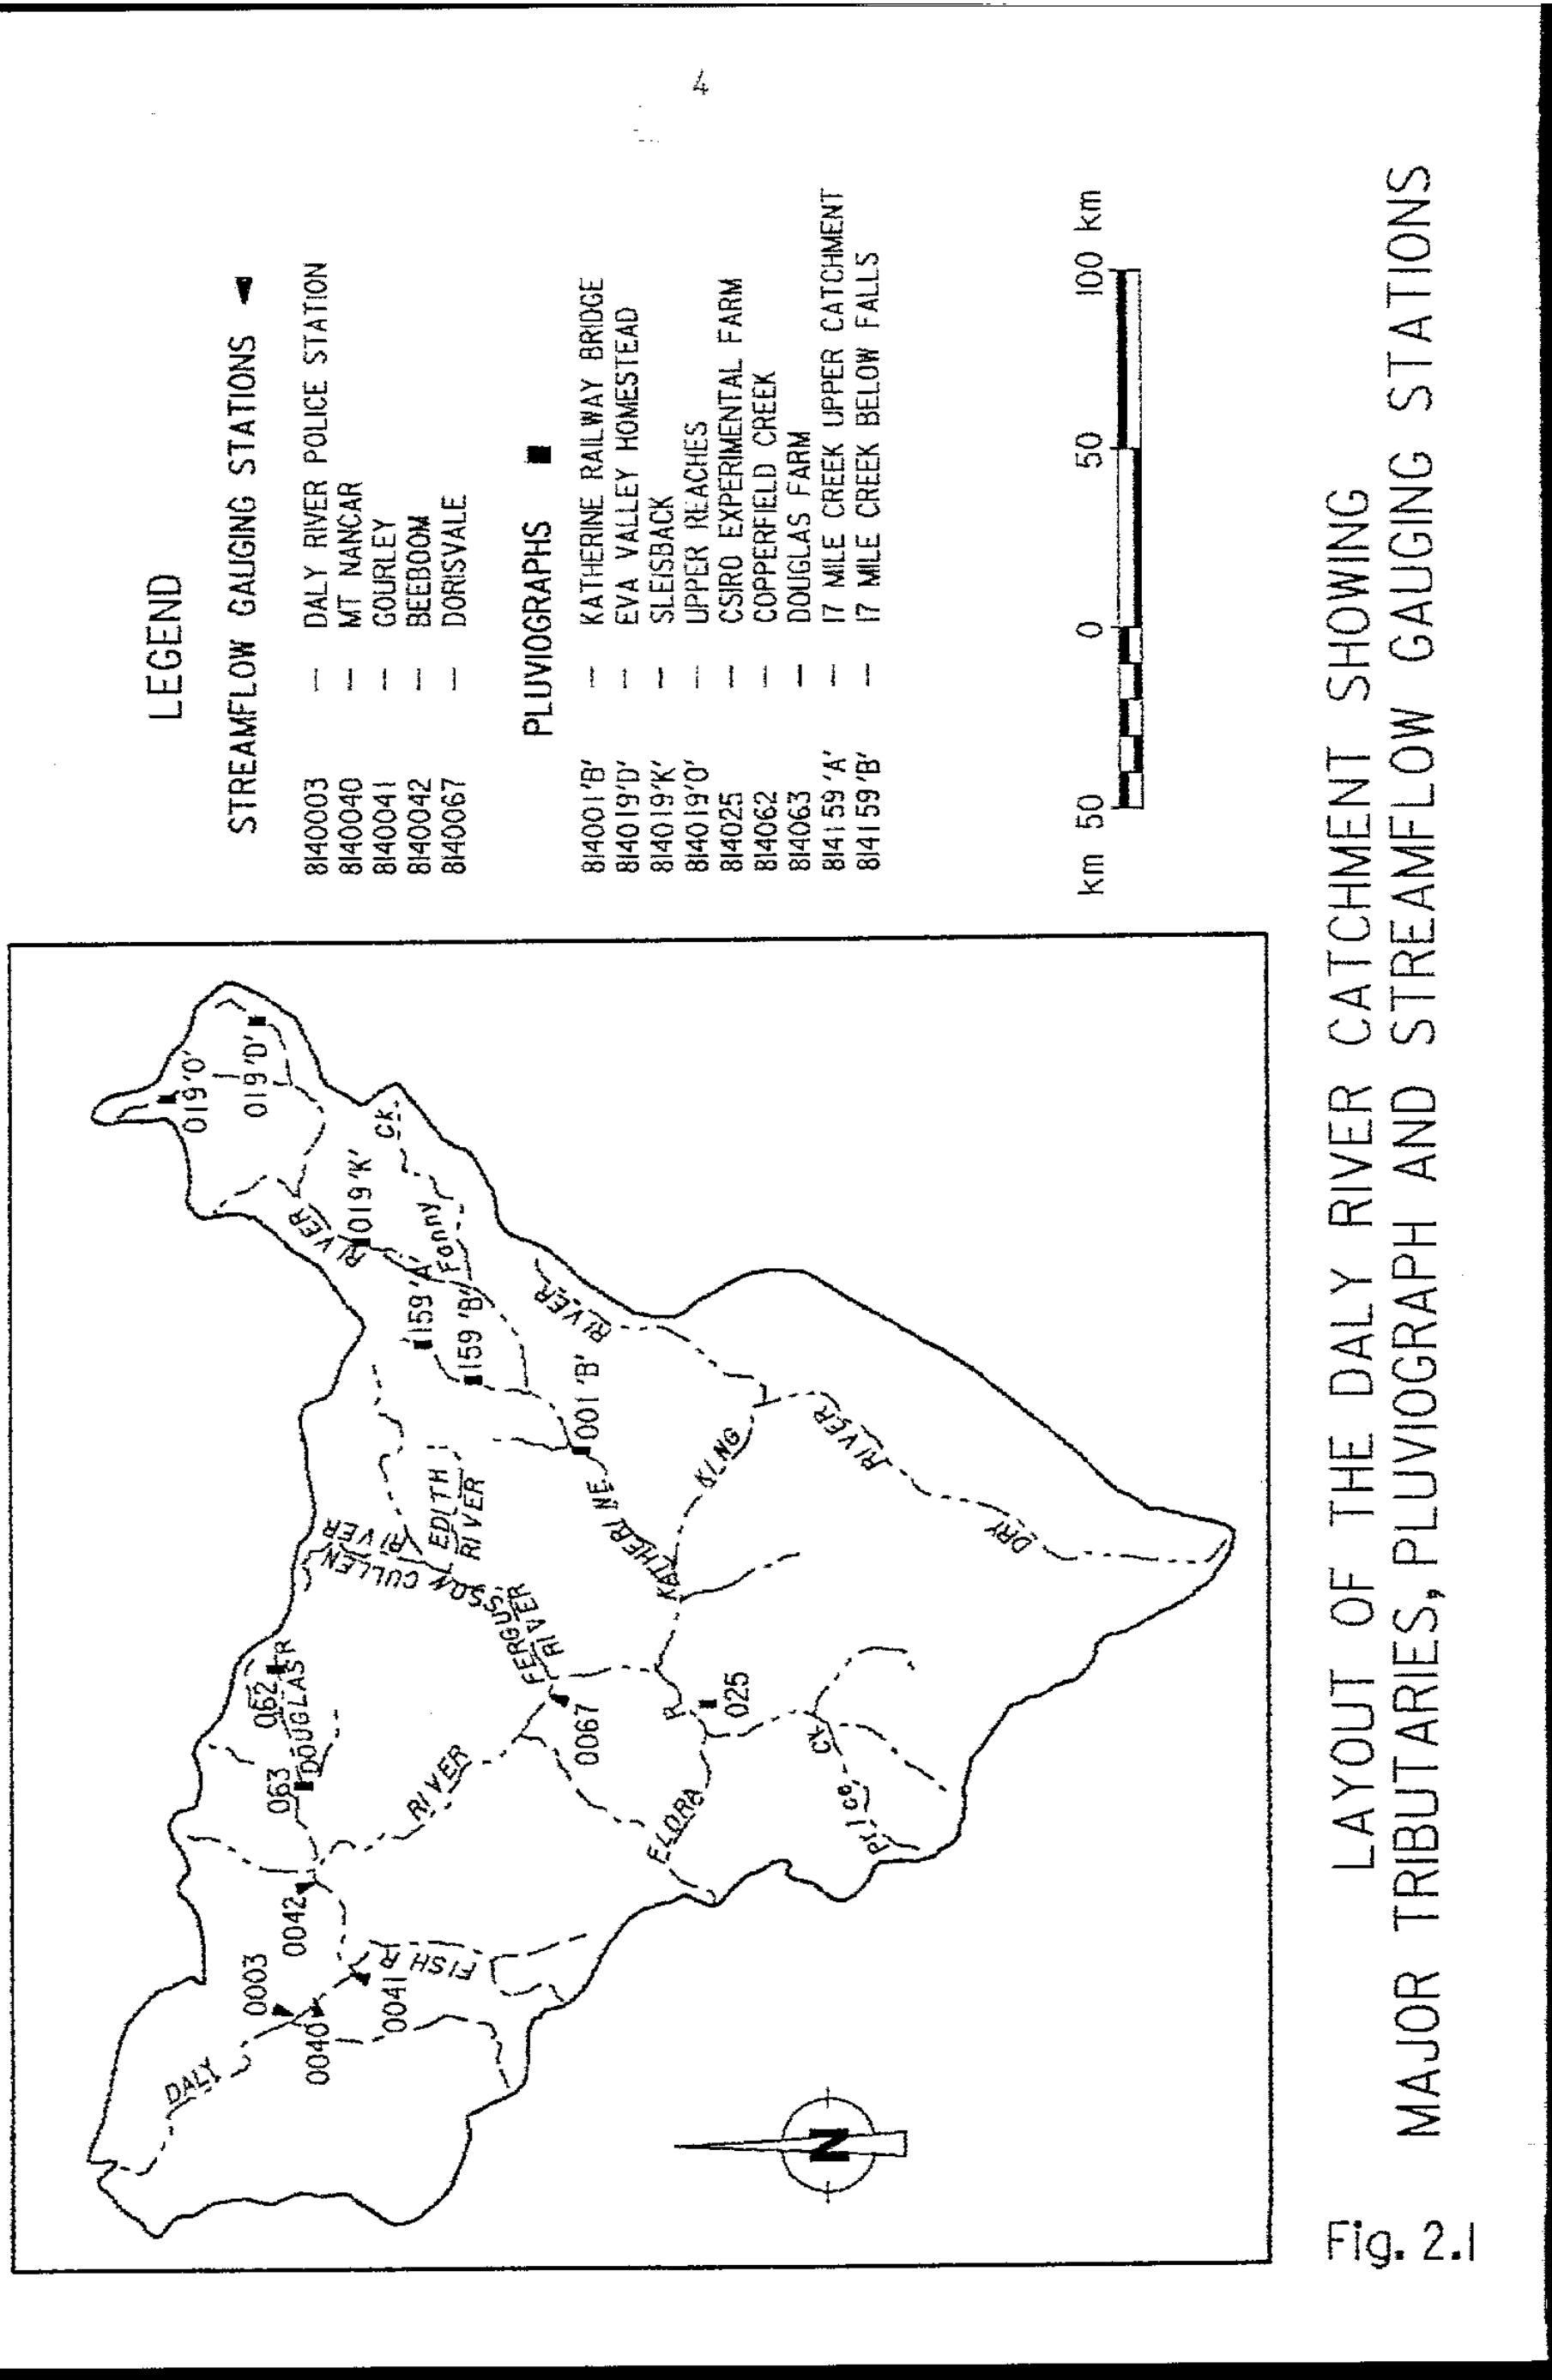 4
LEGEND
STREAMFLOW GAUGING STATIONS
8140003 — DALY RIVER POLICE STATION
8140040 — MT NANCAR
8140041 — GOURLEY
8140042 — BEEBOOM
8140067 — DORISVALE
PLUVIOGRAPHS
814001'B' — KATHERINE RAILWAY BRIDGE
814019'D' — EVA VALLEY HOMESTEAD
814019'K' — SLEISBACK
814019'O' — UPPER REACHES
814025 — CSIRO EXPERIMENTAL FARM
814062 — COPPERFIELD CREEK
814063 — DOUGLAS FARM
814159'A' — 17 MILE CREEK UPPER CATCHMENT
814159'B' — 17 MILE CREEK BELOW FALLS
km 50 0 50 100 km
DALY
0003
0040
0041
0042
FISH R
063
062
DOUGLAS R
RIVER
0067
FERGUSSON
RIVER
CULLEN
RIVER
EDITH
RIVER
FLORA
R
025
Price
Ck
KATHERINE
001 'B'
159 'A'
159 'B'
Fanny
CK.
RIVER
019 'K'
019 'O'
019 'D'
KING
RIVER
DRY
RIVER
N
Fig. 2.1
LAYOUT OF THE DALY RIVER CATCHMENT SHOWING
MAJOR TRIBUTARIES, PLUVIOGRAPH AND STREAMFLOW GAUGING STATIONS